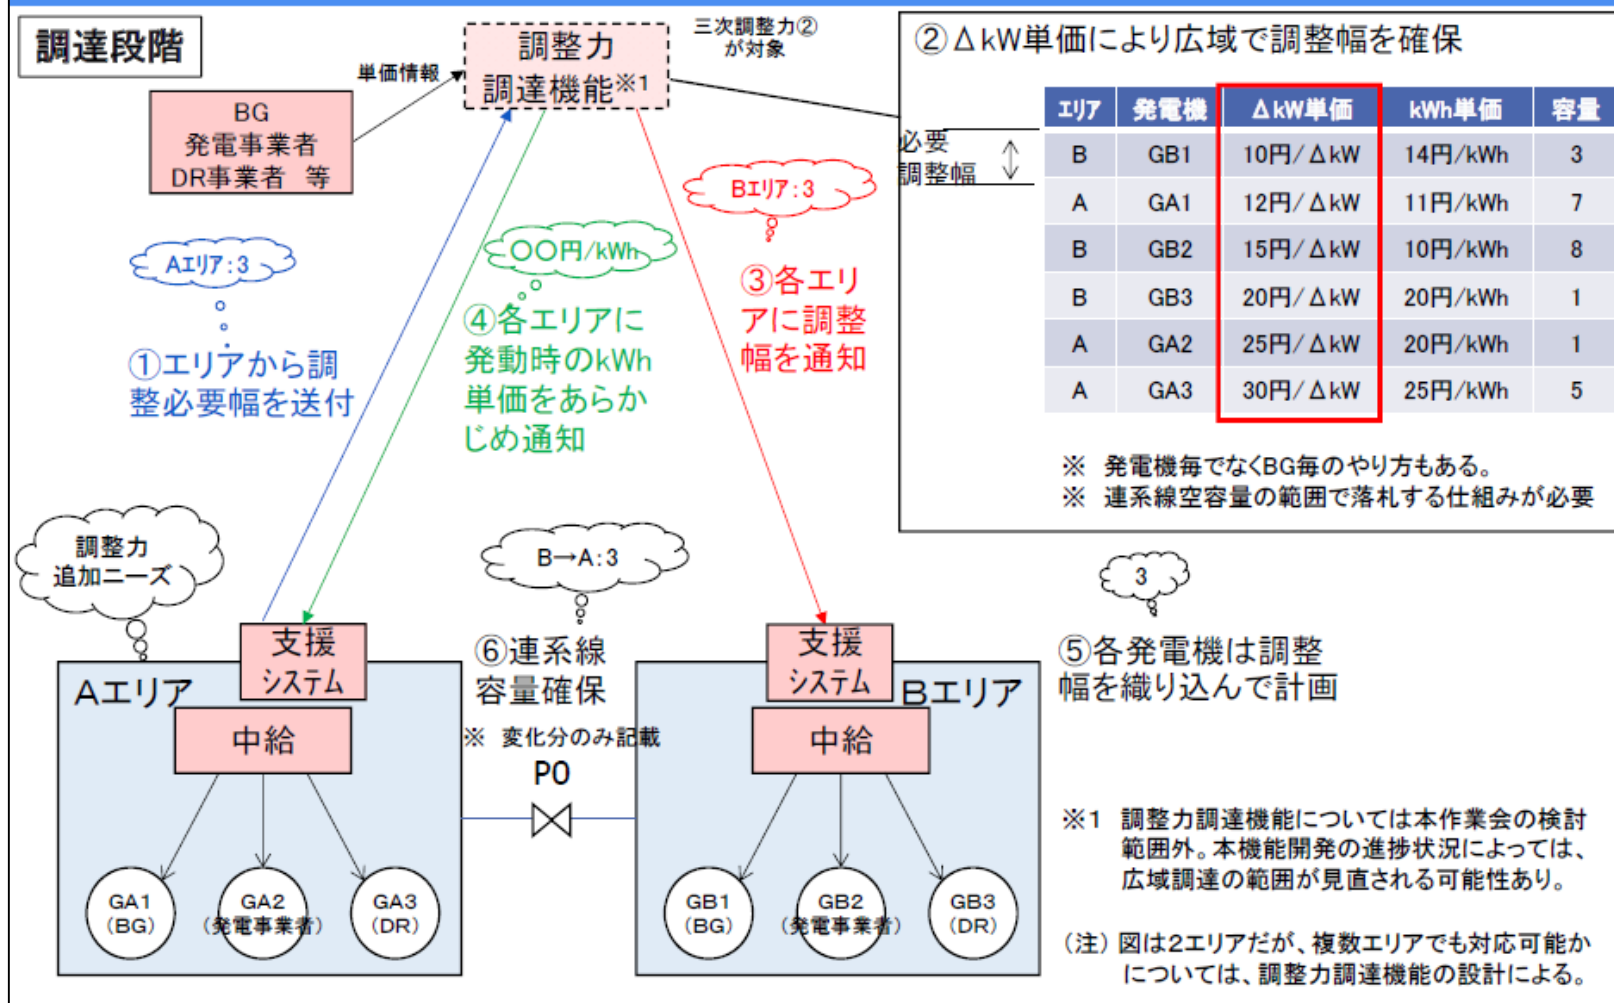 調達段階
調整力
調達機能※1
三次調整力②
が対象
単価情報
BG
発電事業者
DR事業者 等
②ΔkW単価により広域で調整幅を確保
必要
調整幅
エリア 発電機 ΔkW単価 kWh単価 容量
B GB1 10円/ΔkW 14円/kWh 3
A GA1 12円/ΔkW 11円/kWh 7
B GB2 15円/ΔkW 10円/kWh 8
B GB3 20円/ΔkW 20円/kWh 1
A GA2 25円/ΔkW 20円/kWh 1
A GA3 30円/ΔkW 25円/kWh 5
※ 発電機毎でなくBG毎のやり方もある。
※ 連系線空容量の範囲で落札する仕組みが必要
Aエリア:3
①エリアから調
整必要幅を送付
〇〇円/kWh
④各エリアに
発動時のkWh
単価をあらか
じめ通知
Bエリア:3
③各エリ
アに調整
幅を通知
調整力
追加ニーズ
B→A:3
3
支援
システム
Aエリア
中給
GA1
(BG)
GA2
(発電事業者)
GA3
(DR)
⑥連系線
容量確保
※ 変化分のみ記載
PO
支援
システム
Bエリア
中給
GB1
(BG)
GB2
(発電事業者)
GB3
(DR)
⑤各発電機は調整
幅を織り込んで計画
※1 調整力調達機能については本作業会の検討
範囲外。本機能開発の進捗状況によっては、
広域調達の範囲が見直される可能性あり。
(注) 図は2エリアだが、複数エリアでも対応可能か
については、調整力調達機能の設計による。